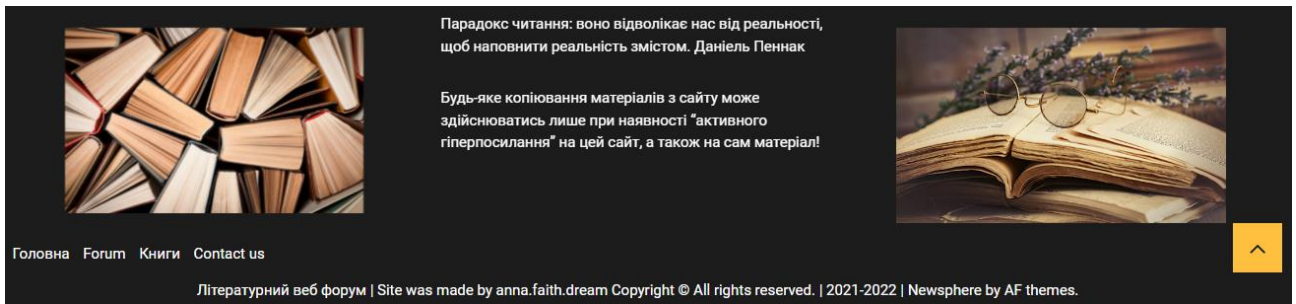 Парадокс читання: воно відволікає нас від реальності,
щоб наповнити реальність змістом. Даніель Пеннак
Будь-яке копіювання матеріалів з сайту може
здійснюватись лише при наявності “активного
гіперпосилання” на цей сайт, а також на сам матеріал!
Головна Forum Книги Contact us
Літературний веб форум | Site was made by anna.faith.dream Copyright © All rights reserved. | 2021-2022 | Newsphere by AF themes.